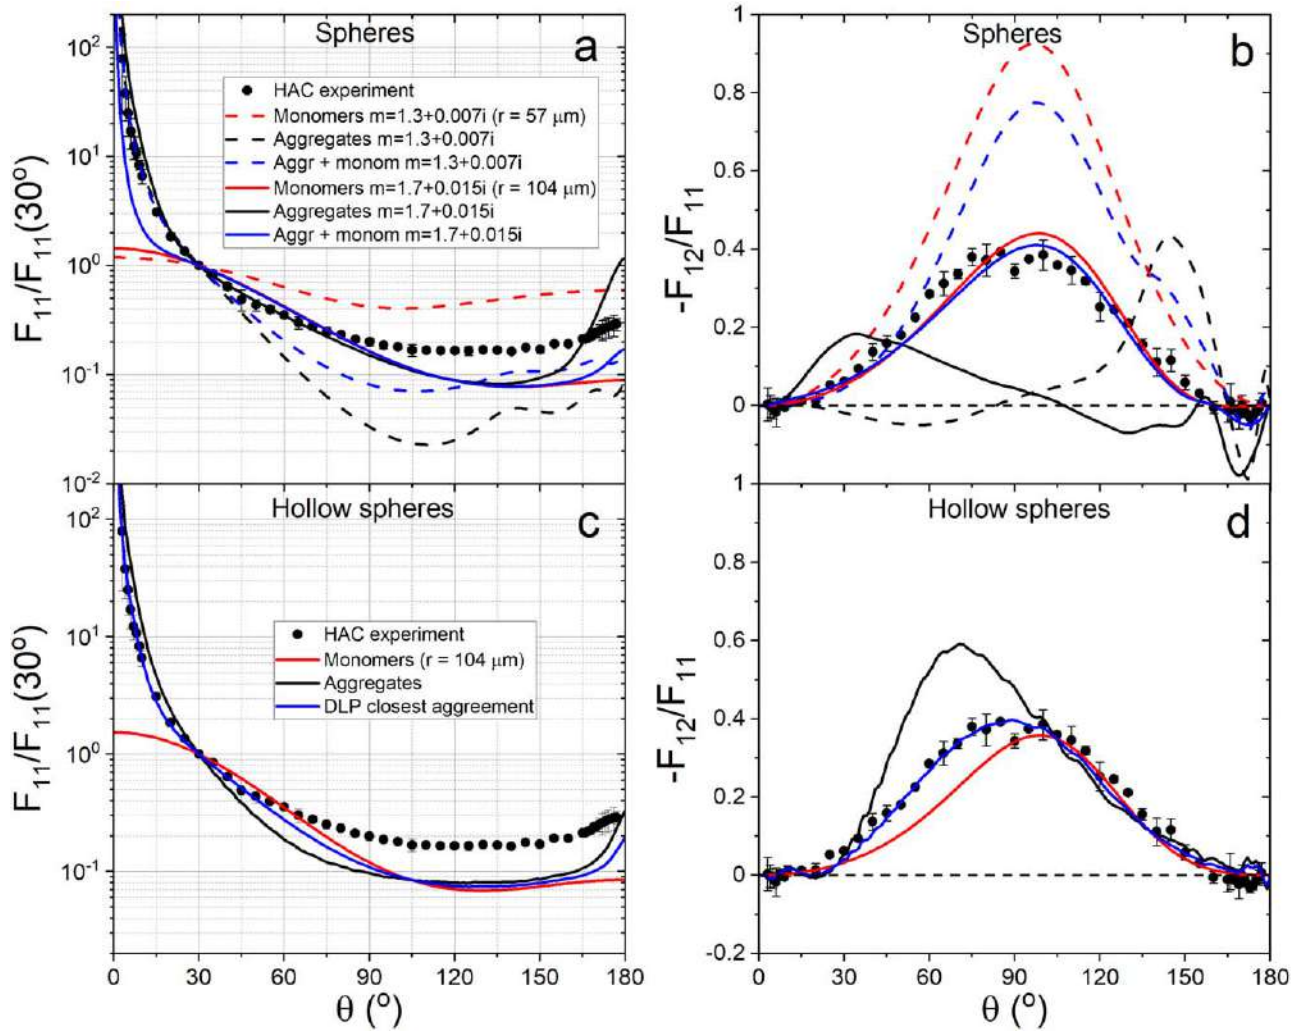 Spheres
a
10²
10¹
10⁰
10⁻¹
10⁻²
F₁₁/F₁₁(30°)
HAC experiment
Monomers m=1.3+0.007i (r = 57 μm)
Aggregates m=1.3+0.007i
Aggr + monom m=1.3+0.007i
Monomers m=1.7+0.015i (r = 104 μm)
Aggregates m=1.7+0.015i
Aggr + monom m=1.7+0.015i
Spheres
b
1
0.8
0.6
0.4
0.2
0
1
-F₁₂/F₁₁
Hollow spheres
c
10²
10¹
10⁰
10⁻¹
F₁₁/F₁₁(30°)
HAC experiment
Monomers (r = 104 μm)
Aggregates
DLP closest aggreement
0 30 60 90 120 150 180
θ (°)
Hollow spheres
d
0.8
0.6
0.4
0.2
0
-0.2
-F₁₂/F₁₁
0 30 60 90 120 150 180
θ (°)